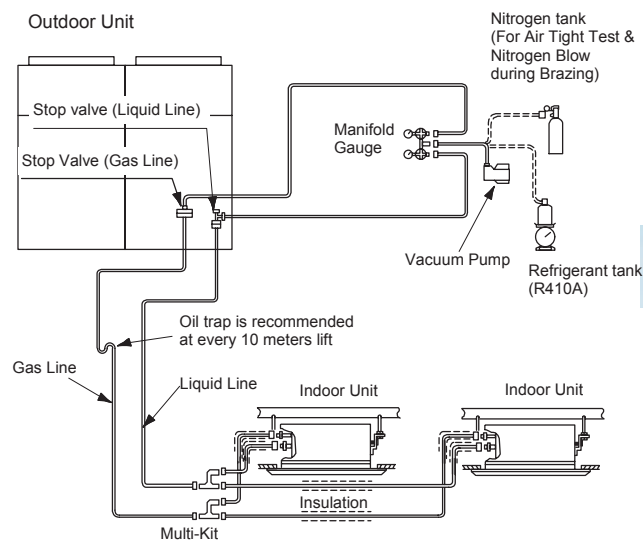 Outdoor Unit
Nitrogen tank
(For Air Tight Test &
Nitrogen Blow
during Brazing)
Stop valve (Liquid Line)
Manifold
Gauge
Stop Valve (Gas Line)
Vacuum Pump
Refrigerant tank
(R410A)
Oil trap is recommended
at every 10 meters lift
Gas Line
Liquid Line
Indoor Unit
Indoor Unit
Insulation
Multi-Kit